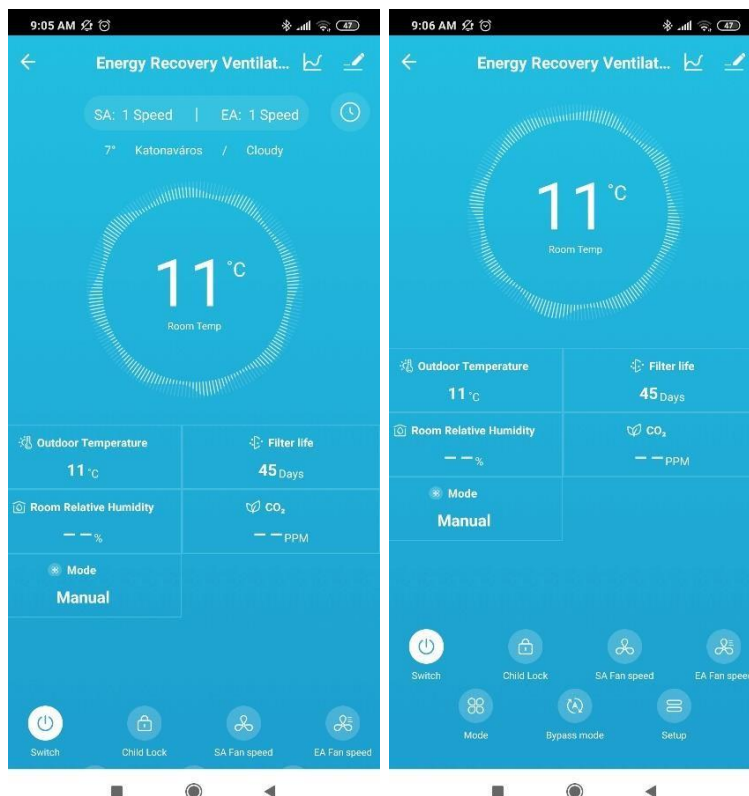 9:05 AM
47
Energy Recovery Ventilat...
SA: 1 Speed | EA: 1 Speed
7° Katonaváros / Cloudy
11 °C
Room Temp
Outdoor Temperature
11 °C
Filter life
45 Days
Room Relative Humidity
–– %
CO₂
–– PPM
Mode
Manual
Switch
Child Lock
SA Fan speed
EA Fan speed
9:06 AM
47
Energy Recovery Ventilat...
11 °C
Room Temp
Outdoor Temperature
11 °C
Filter life
45 Days
Room Relative Humidity
–– %
CO₂
–– PPM
Mode
Manual
Switch
Child Lock
SA Fan speed
EA Fan speed
Mode
Bypass mode
Setup